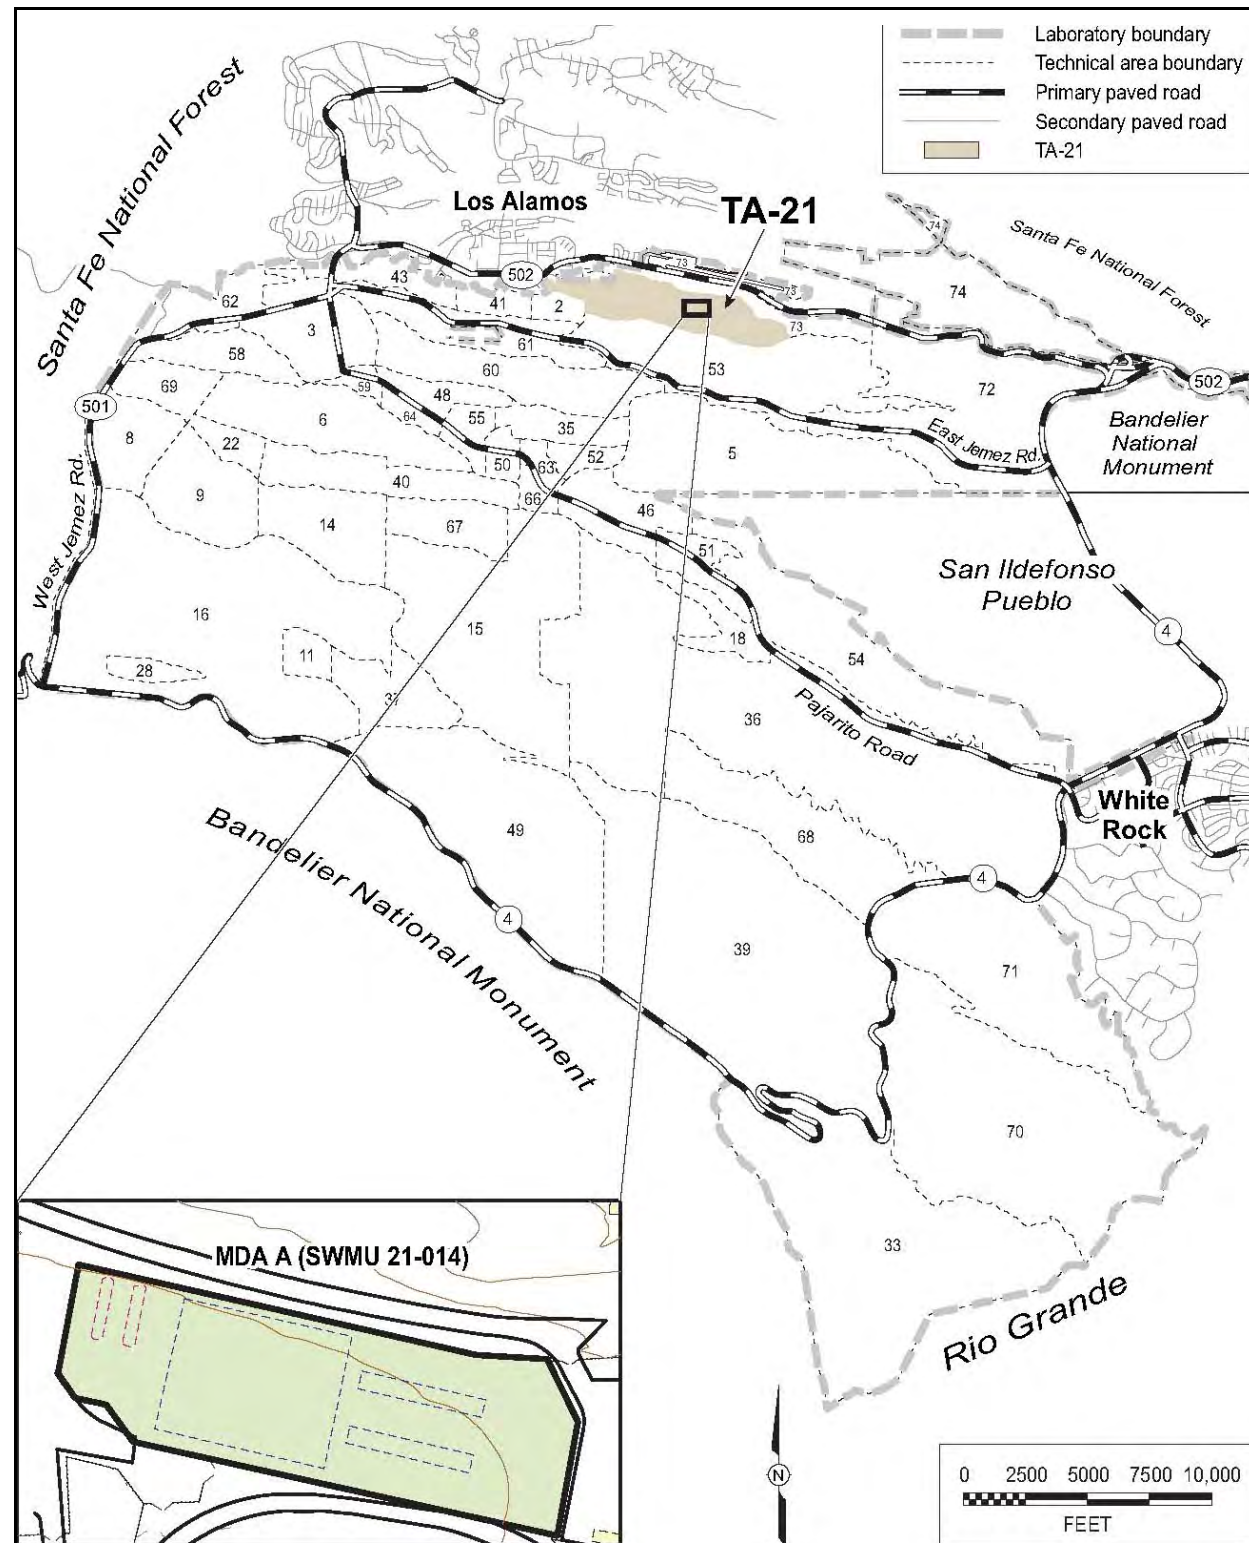 Laboratory boundary
Technical area boundary
Primary paved road
Secondary paved road
TA-21
Santa Fe National Forest
Los Alamos
TA-21
74
Santa Fe National Forest
502
73
43
62
41
2
73
74
3
73
61
58
53
60
502
69
59
48
72
501
64
55
Bandelier
National
Monument
8
6
35
East Jemez Rd.
22
52
5
50
63
40
9
66
46
14
67
51
West Jemez Rd.
San Ildefonso
Pueblo
16
15
18
4
11
54
28
37
36
Pajarito Road
White
Rock
49
68
Bandelier National Monument
4
4
39
71
70
33
Rio Grande
MDA A (SWMU 21-014)
N
0 2500 5000 7500 10,000
FEET